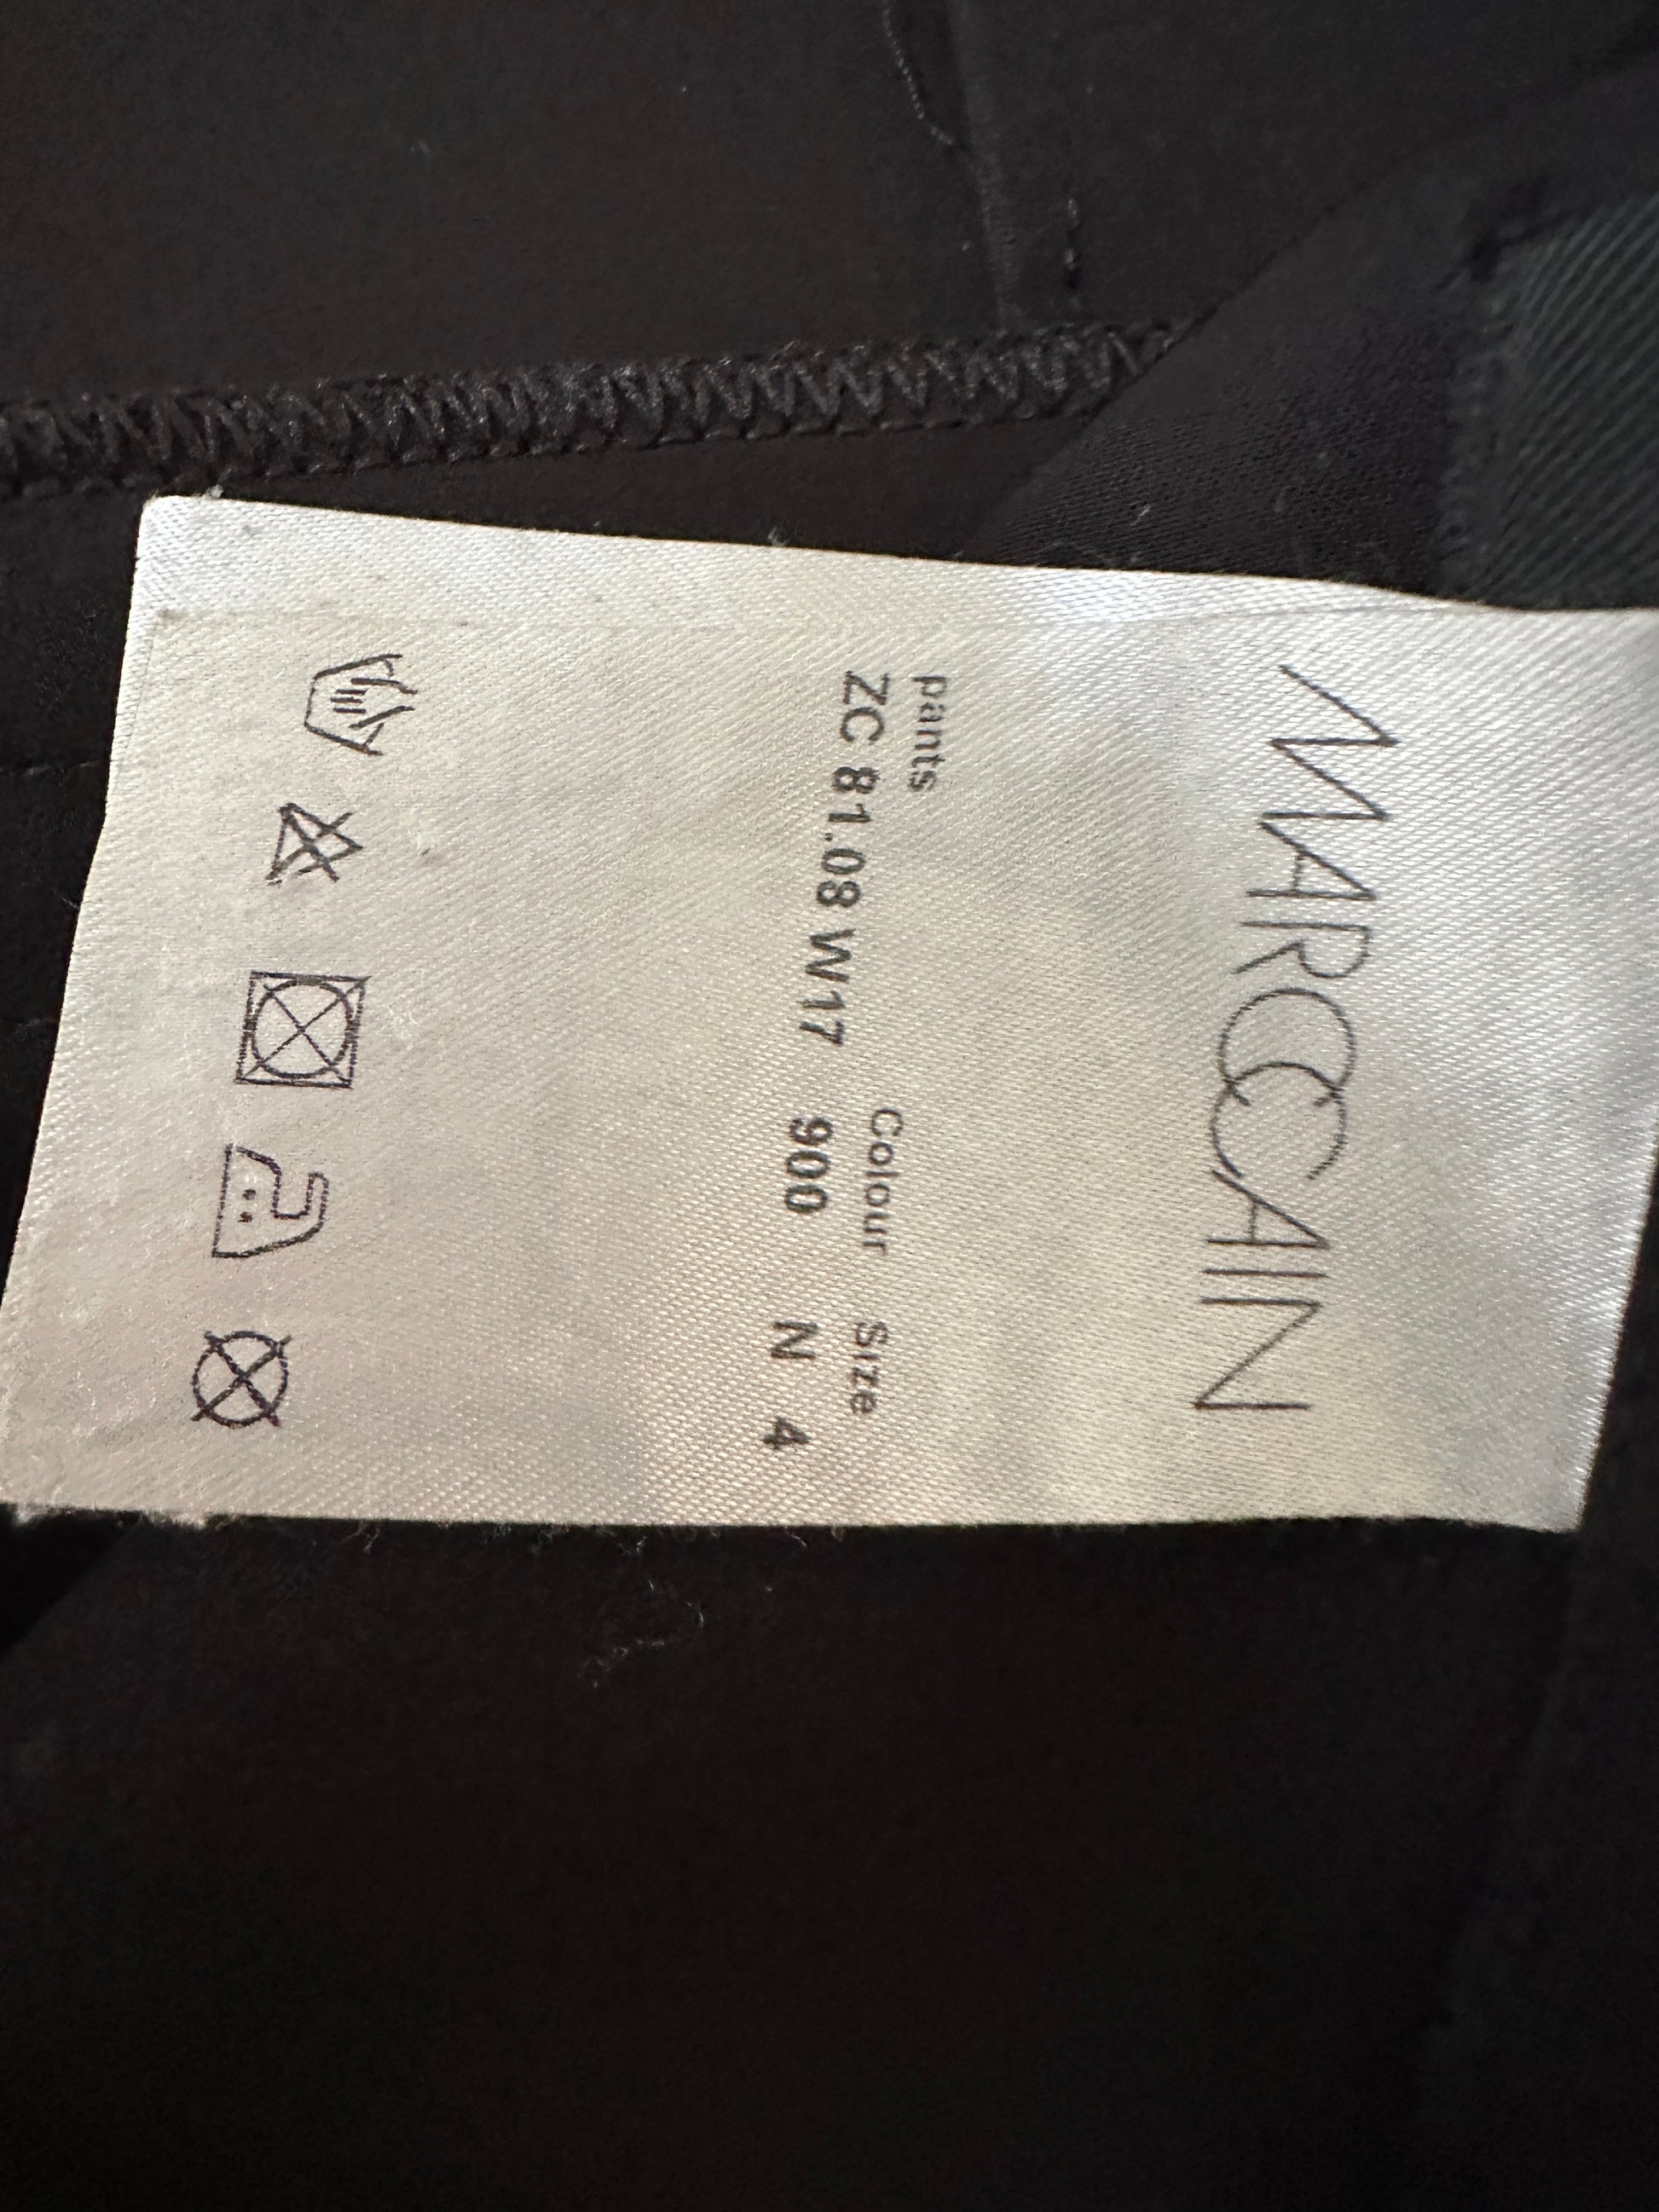 MARCCAIN
pants Colour Size
ZC 81.08 W17 900 N 4